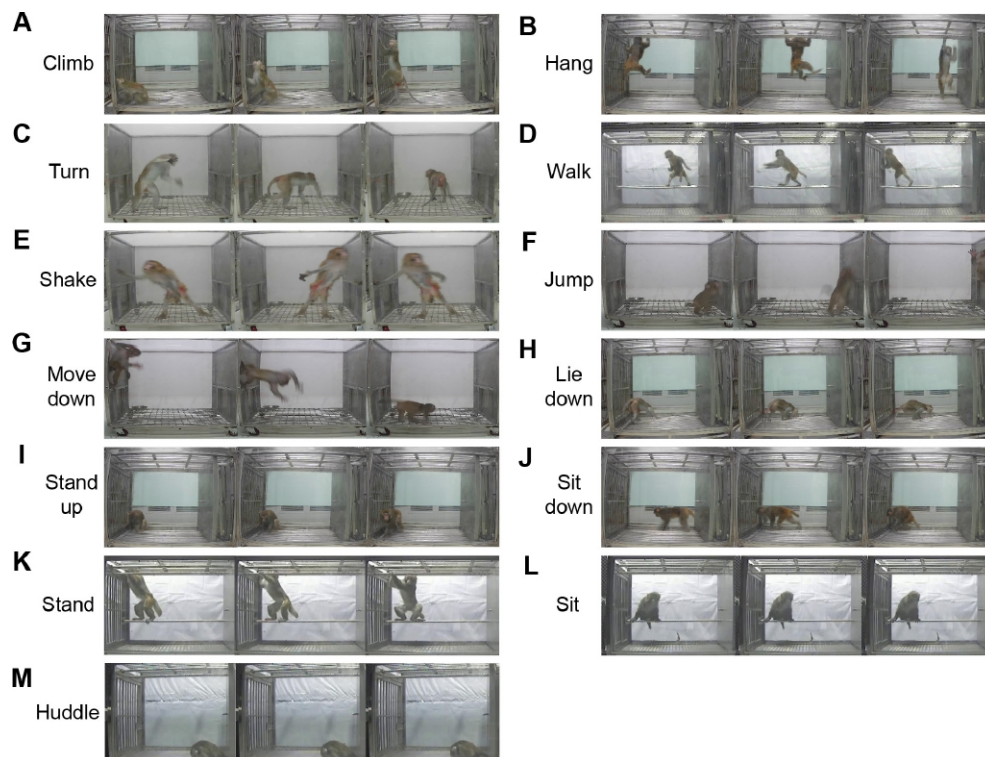 A
Climb
B
Hang
C
Turn
D
Walk
E
Shake
F
Jump
G
Move
down
H
Lie
down
I
Stand
up
J
Sit
down
K
Stand
L
Sit
M
Huddle